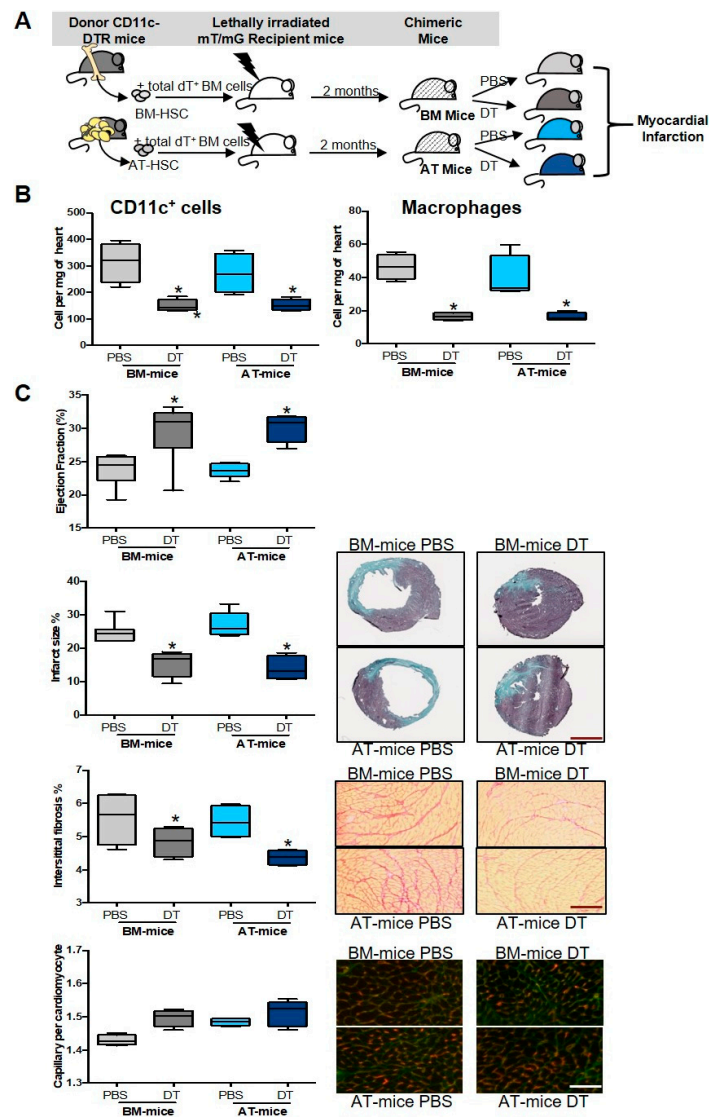 A
Donor CD11c-
DTR mice
Lethally irradiated
mT/mG Recipient mice
Chimeric
Mice
+ total dT⁺ BM cells
BM-HSC
2 months
BM Mice
PBS
DT
+ total dT⁺ BM cells
AT-HSC
2 months
AT Mice
PBS
DT
Myocardial
Infarction
B
CD11c⁺ cells
Cell per mg of heart
500
400
300
200
100
0
*
*
*
PBS DT PBS DT
BM-mice AT-mice
Macrophages
Cell per mg of heart
60
40
20
0
*
*
PBS DT PBS DT
BM-mice AT-mice
C
Ejection Fraction (%)
35
30
25
20
15
*
*
PBS DT PBS DT
BM-mice AT-mice
Infarct size %
40
30
20
10
0
*
*
PBS DT PBS DT
BM-mice AT-mice
BM-mice PBS BM-mice DT
AT-mice PBS AT-mice DT
Intersitital fibrosis %
7
6
5
4
3
*
*
PBS DT PBS DT
BM-mice AT-mice
BM-mice PBS BM-mice DT
AT-mice PBS AT-mice DT
Capillary per cardiomyocyte
1.7
1.6
1.5
1.4
1.3
PBS DT PBS DT
BM-mice AT-mice
BM-mice PBS BM-mice DT
AT-mice PBS AT-mice DT